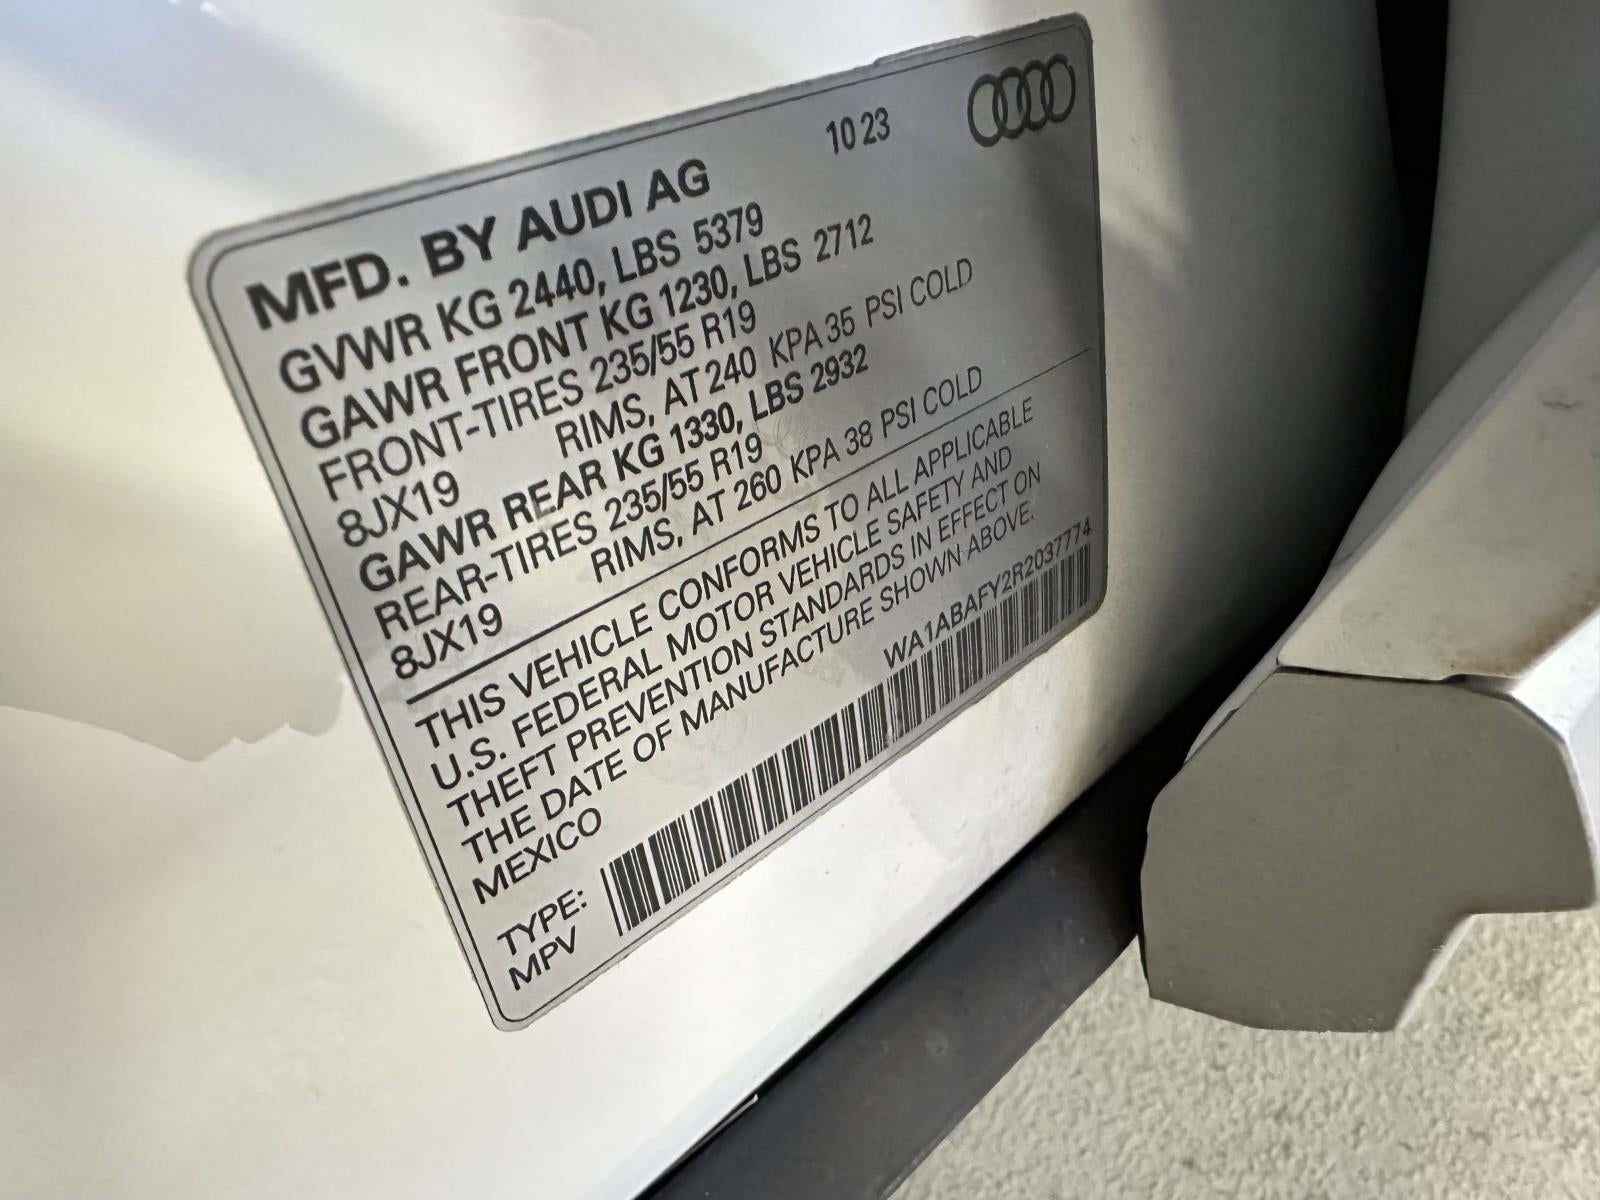 10 23
MFD. BY AUDI AG
GVWR KG 2440, LBS 5379
GAWR FRONT KG 1230, LBS 2712
FRONT-TIRES 235/55 R19
8JX19 RIMS, AT 240 KPA 35 PSI COLD
GAWR REAR KG 1330, LBS 2932
REAR-TIRES 235/55 R19
8JX19 RIMS, AT 260 KPA 38 PSI COLD
THIS VEHICLE CONFORMS TO ALL APPLICABLE
U.S. FEDERAL MOTOR VEHICLE SAFETY AND
THEFT PREVENTION STANDARDS IN EFFECT ON
THE DATE OF MANUFACTURE SHOWN ABOVE.
MEXICO WA1ABAFY2R2037774
TYPE:
MPV